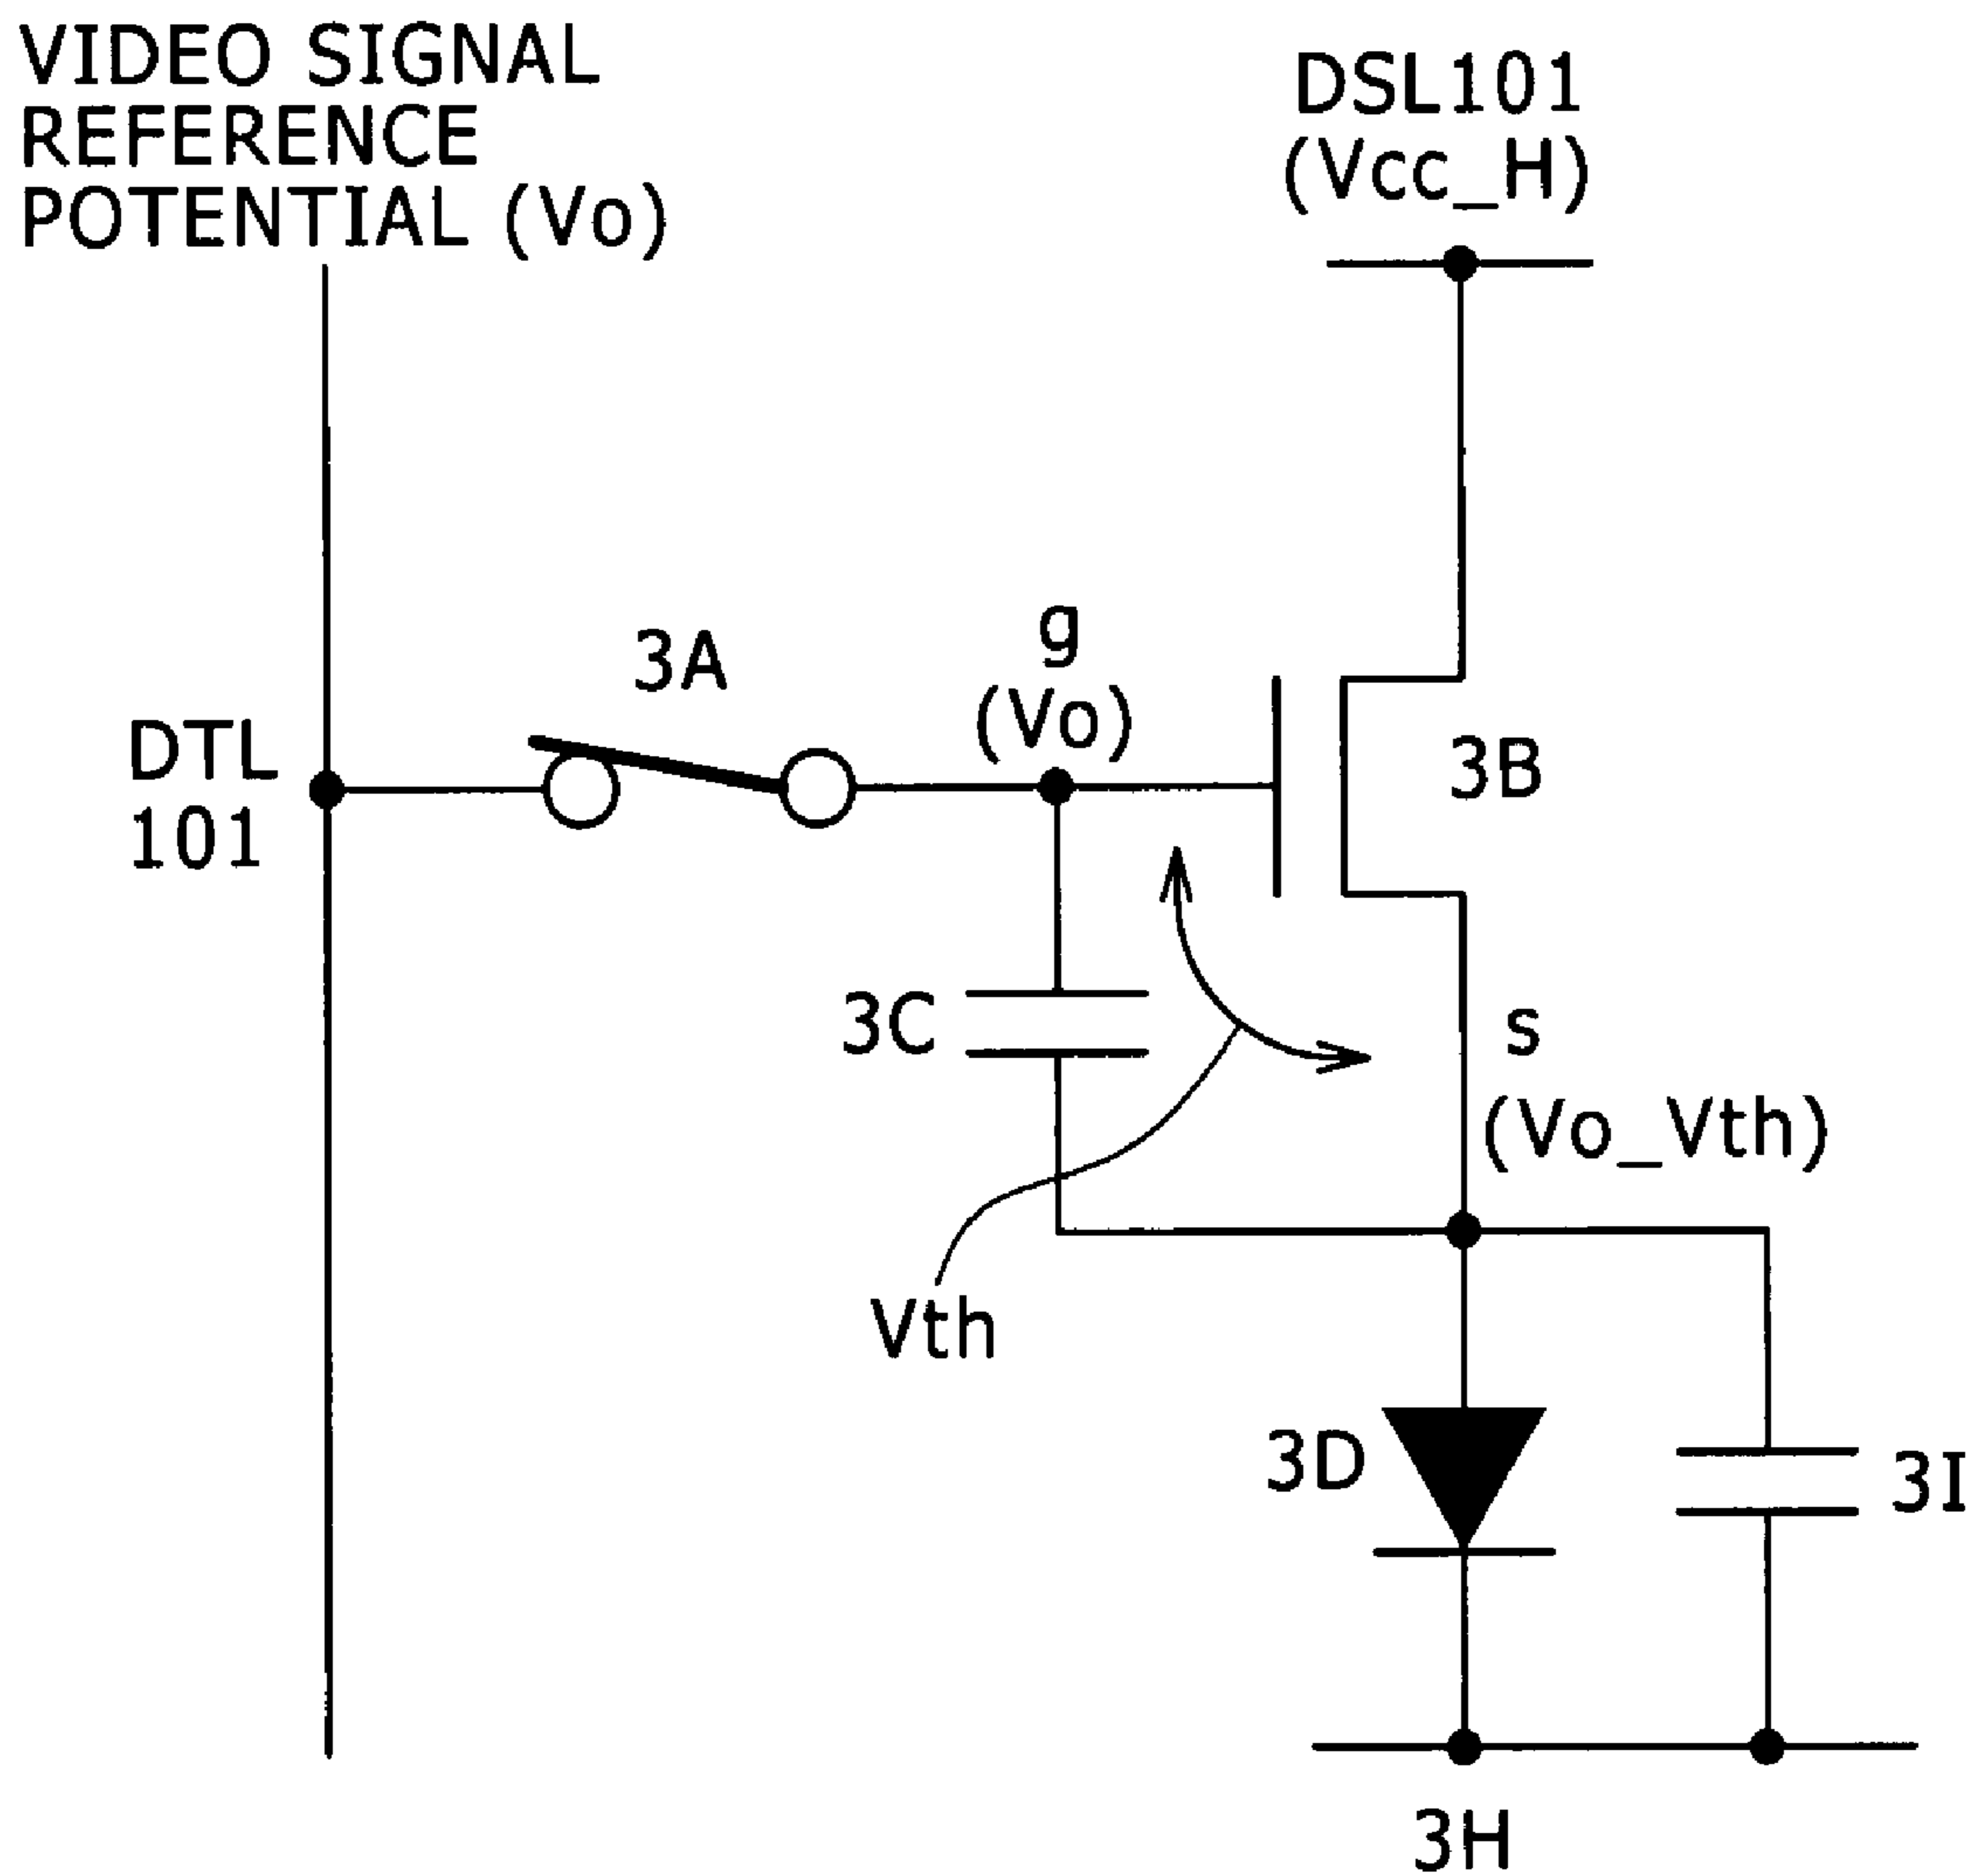 VIDEO SIGNAL
REFERENCE
POTENTIAL (Vo)
DSL101
(Vcc_H)
3A
g
(Vo)
DTL
101
3B
3C
s
(Vo_Vth)
Vth
3D
3I
3H